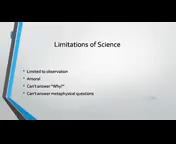 Limitations of Science
Limited to observation
Amoral
Can't answer "Why?"
Can't answer metaphysical questions